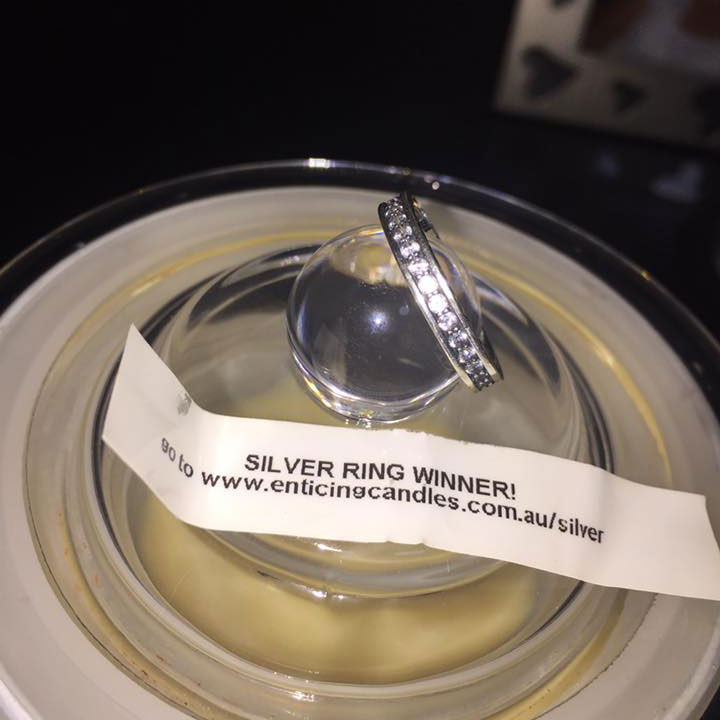 SILVER RING WINNER!
go to www.enticingcandles.com.au/silver